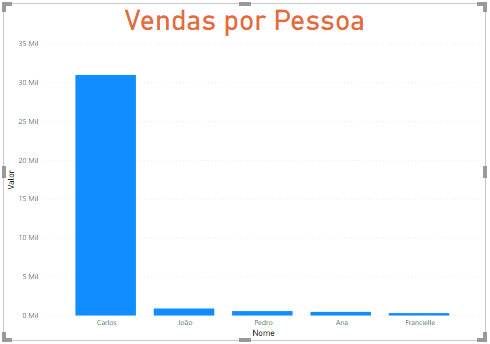 Vendas por Pessoa
35 Mil
30 Mil
25 Mil
20 Mil
15 Mil
10 Mil
5 Mil
0 Mil
Valor
Carlos João Pedro Ana Francielle
Nome